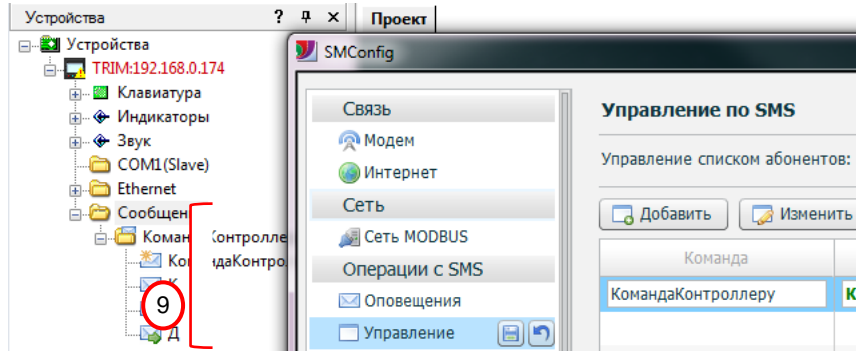 Устройства ? Проект
Устройства
TRIM:192.168.0.174
Клавиатура
Индикаторы
Звук
COM1(Slave)
Ethernet
Сообщен
Коман Контролле
Ко ндаКонтро
К
9
Д
SMConfig
Связь
Модем
Интернет
Сеть
Сеть MODBUS
Операции с SMS
Оповещения
Управление
Управление по SMS
Управление списком абонентов:
Добавить Изменить
Команда
КомандаКонтроллеру К